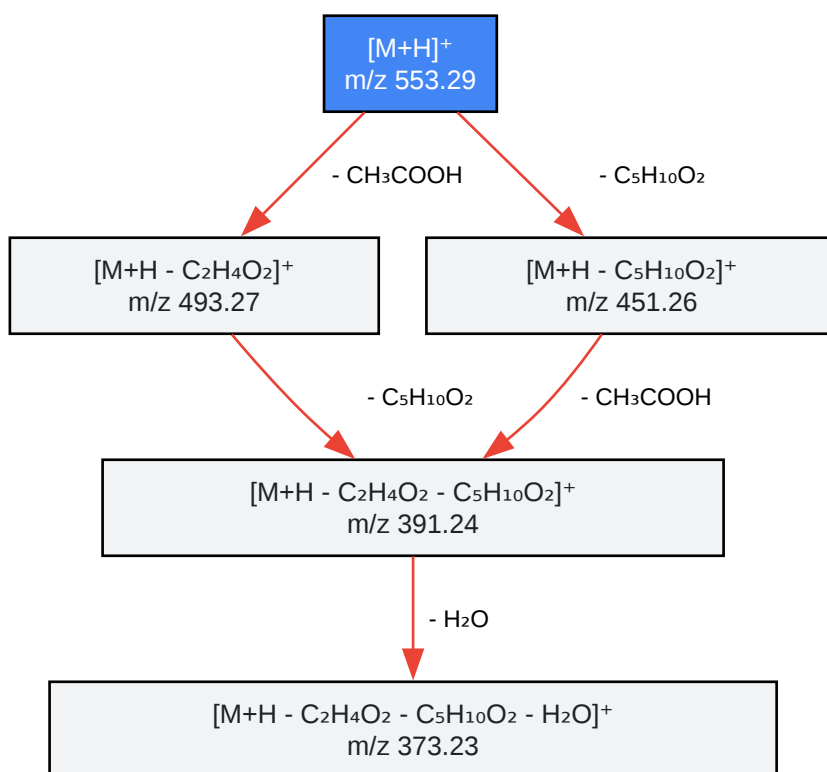 [M+H]⁺
m/z 553.29
- CH₃COOH
- C₅H₁₀O₂
[M+H - C₂H₄O₂]⁺
m/z 493.27
[M+H - C₅H₁₀O₂]⁺
m/z 451.26
- C₅H₁₀O₂
- CH₃COOH
[M+H - C₂H₄O₂ - C₅H₁₀O₂]⁺
m/z 391.24
- H₂O
[M+H - C₂H₄O₂ - C₅H₁₀O₂ - H₂O]⁺
m/z 373.23